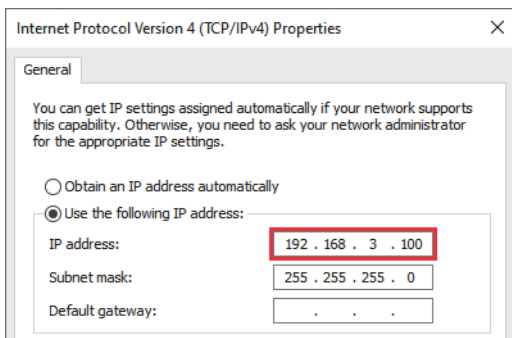 Internet Protocol Version 4 (TCP/IPv4) Properties
General
You can get IP settings assigned automatically if your network supports
this capability. Otherwise, you need to ask your network administrator
for the appropriate IP settings.
Obtain an IP address automatically
Use the following IP address:
IP address: 192 . 168 . 3 . 100
Subnet mask: 255 . 255 . 255 . 0
Default gateway: . . .